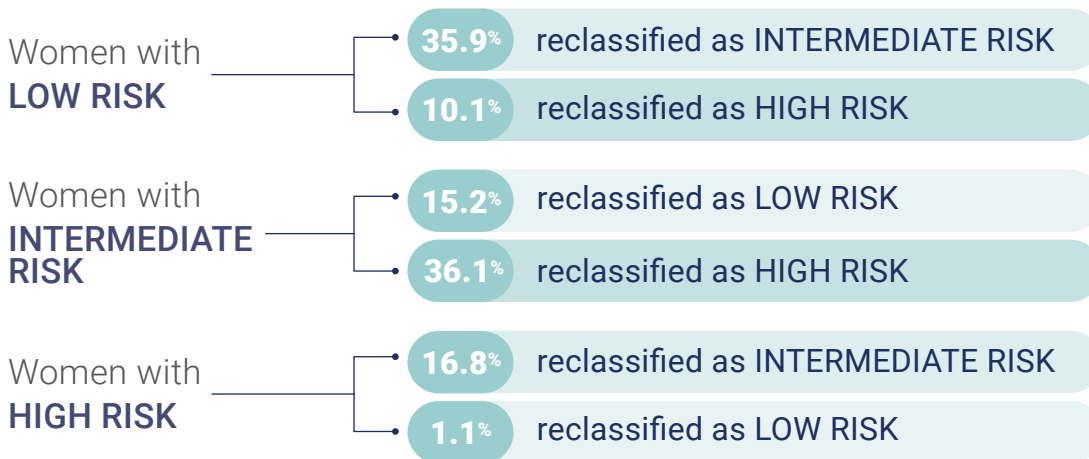 Women with
LOW RISK
35.9% reclassified as INTERMEDIATE RISK
10.1% reclassified as HIGH RISK
Women with
INTERMEDIATE
RISK
15.2% reclassified as LOW RISK
36.1% reclassified as HIGH RISK
Women with
HIGH RISK
16.8% reclassified as INTERMEDIATE RISK
1.1% reclassified as LOW RISK